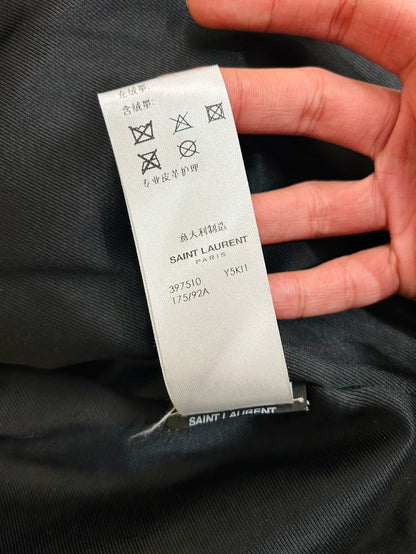 充绒量:
含绒量:
专业皮革护理
意大利制造
SAINT LAURENT
PARIS
397510 Y5KI1
175/92A
SAINT LAURENT